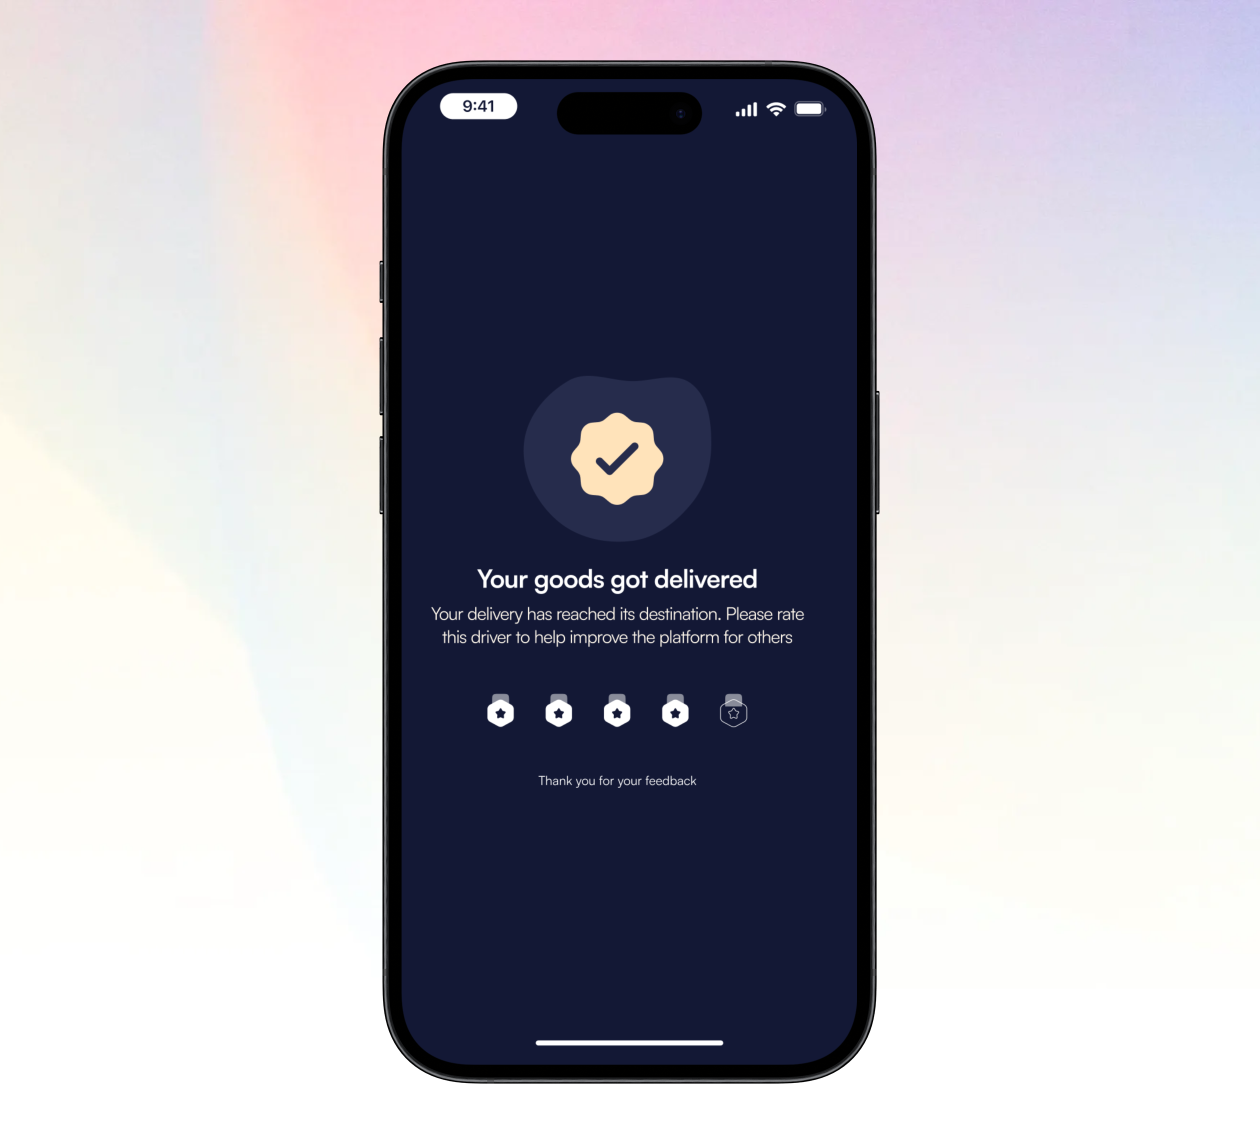 9:41
Your goods got delivered
Your delivery has reached its destination. Please rate
this driver to help improve the platform for others
Thank you for your feedback